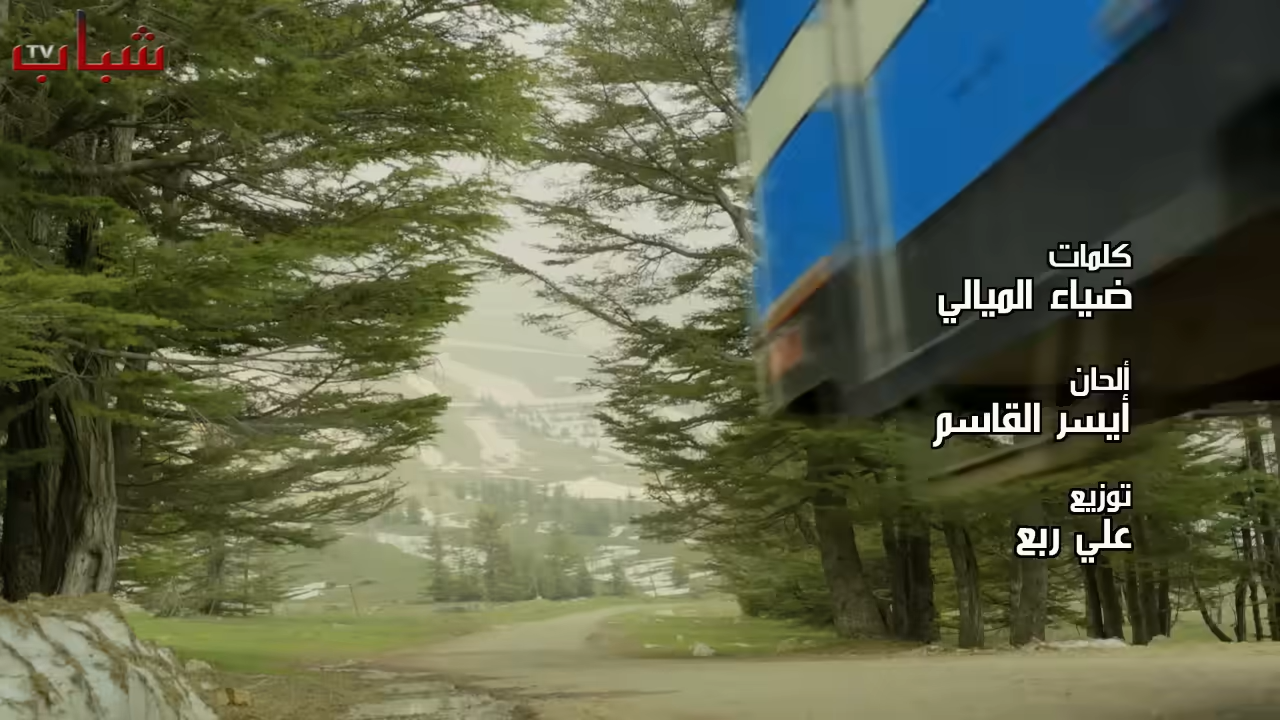 شباب TV
كلمات
ضياء الميالي
ألحان
أيسر القاسم
توزيع
علي ربع